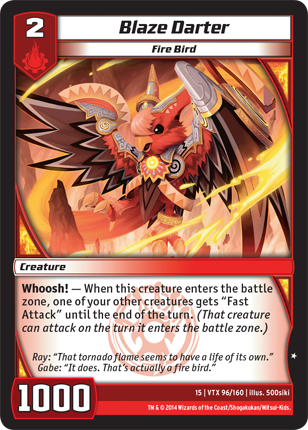 2
Blaze Darter
Fire Bird
Creature
Whoosh! — When this creature enters the battle
zone, one of your other creatures gets "Fast
Attack" until the end of the turn. (That creature
can attack on the turn it enters the battle zone.)
Ray: "That tornado flame seems to have a life of its own."
Gabe: "It does. That's actually a fire bird."
1000
15 | VTX 96/160 | Illus. 500siki
TM & © 2014 Wizards of the Coast/Shogakukan/Mitsui-Kids.